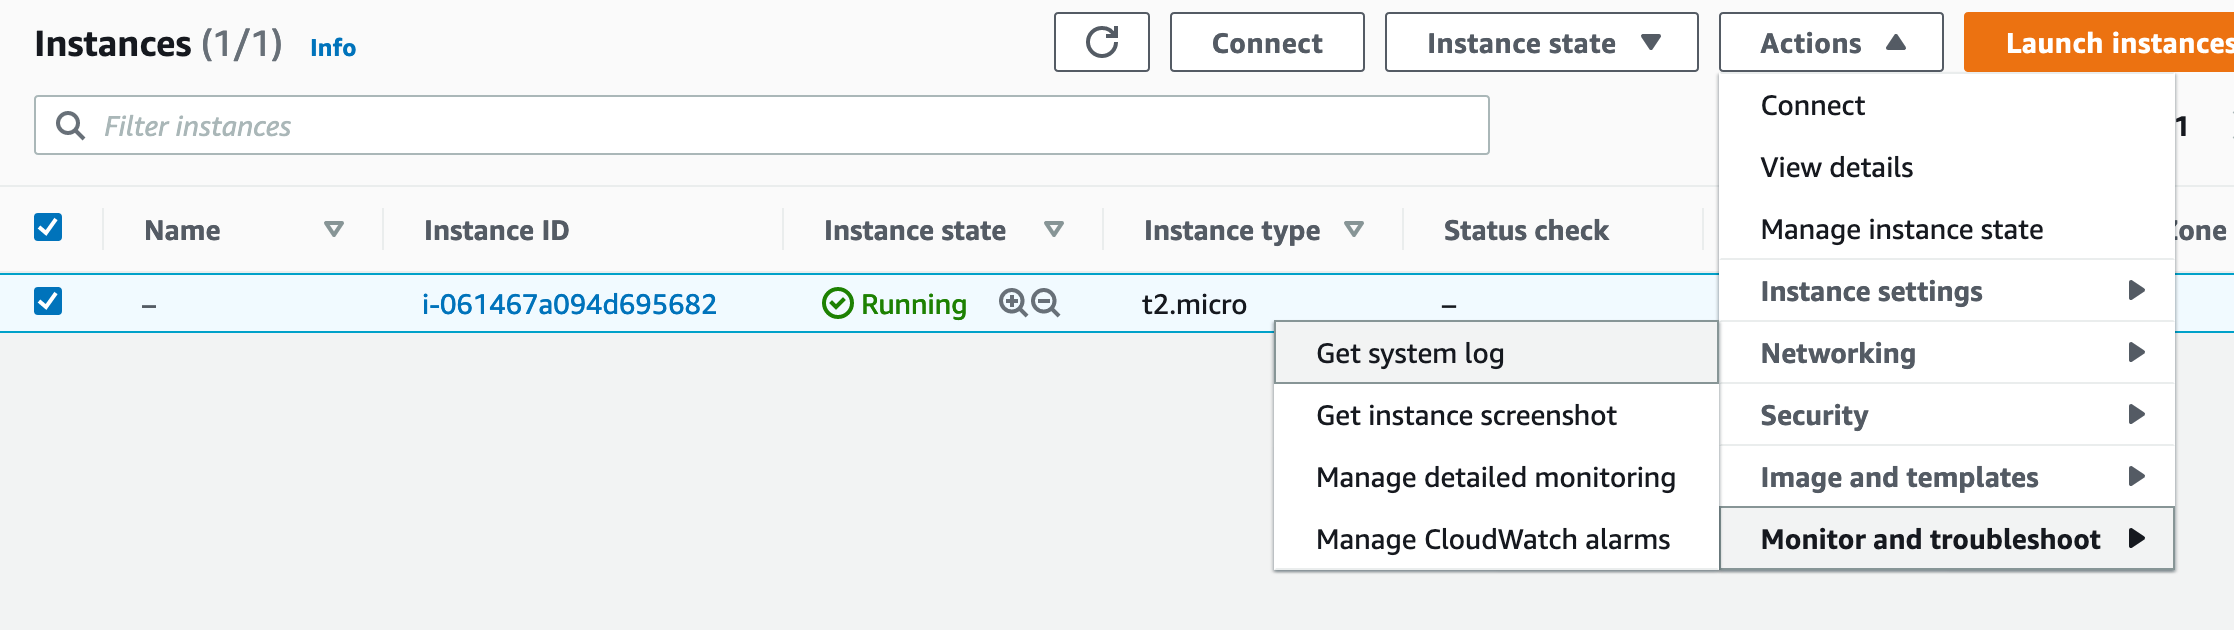 Instances (1/1) Info
Connect
Instance state
Actions
Launch instances
Filter instances
1
Name
Instance ID
Instance state
Instance type
Status check
Zone
–
i-061467a094d695682
Running
t2.micro
–
Connect
View details
Manage instance state
Instance settings
Networking
Security
Image and templates
Monitor and troubleshoot
Get system log
Get instance screenshot
Manage detailed monitoring
Manage CloudWatch alarms